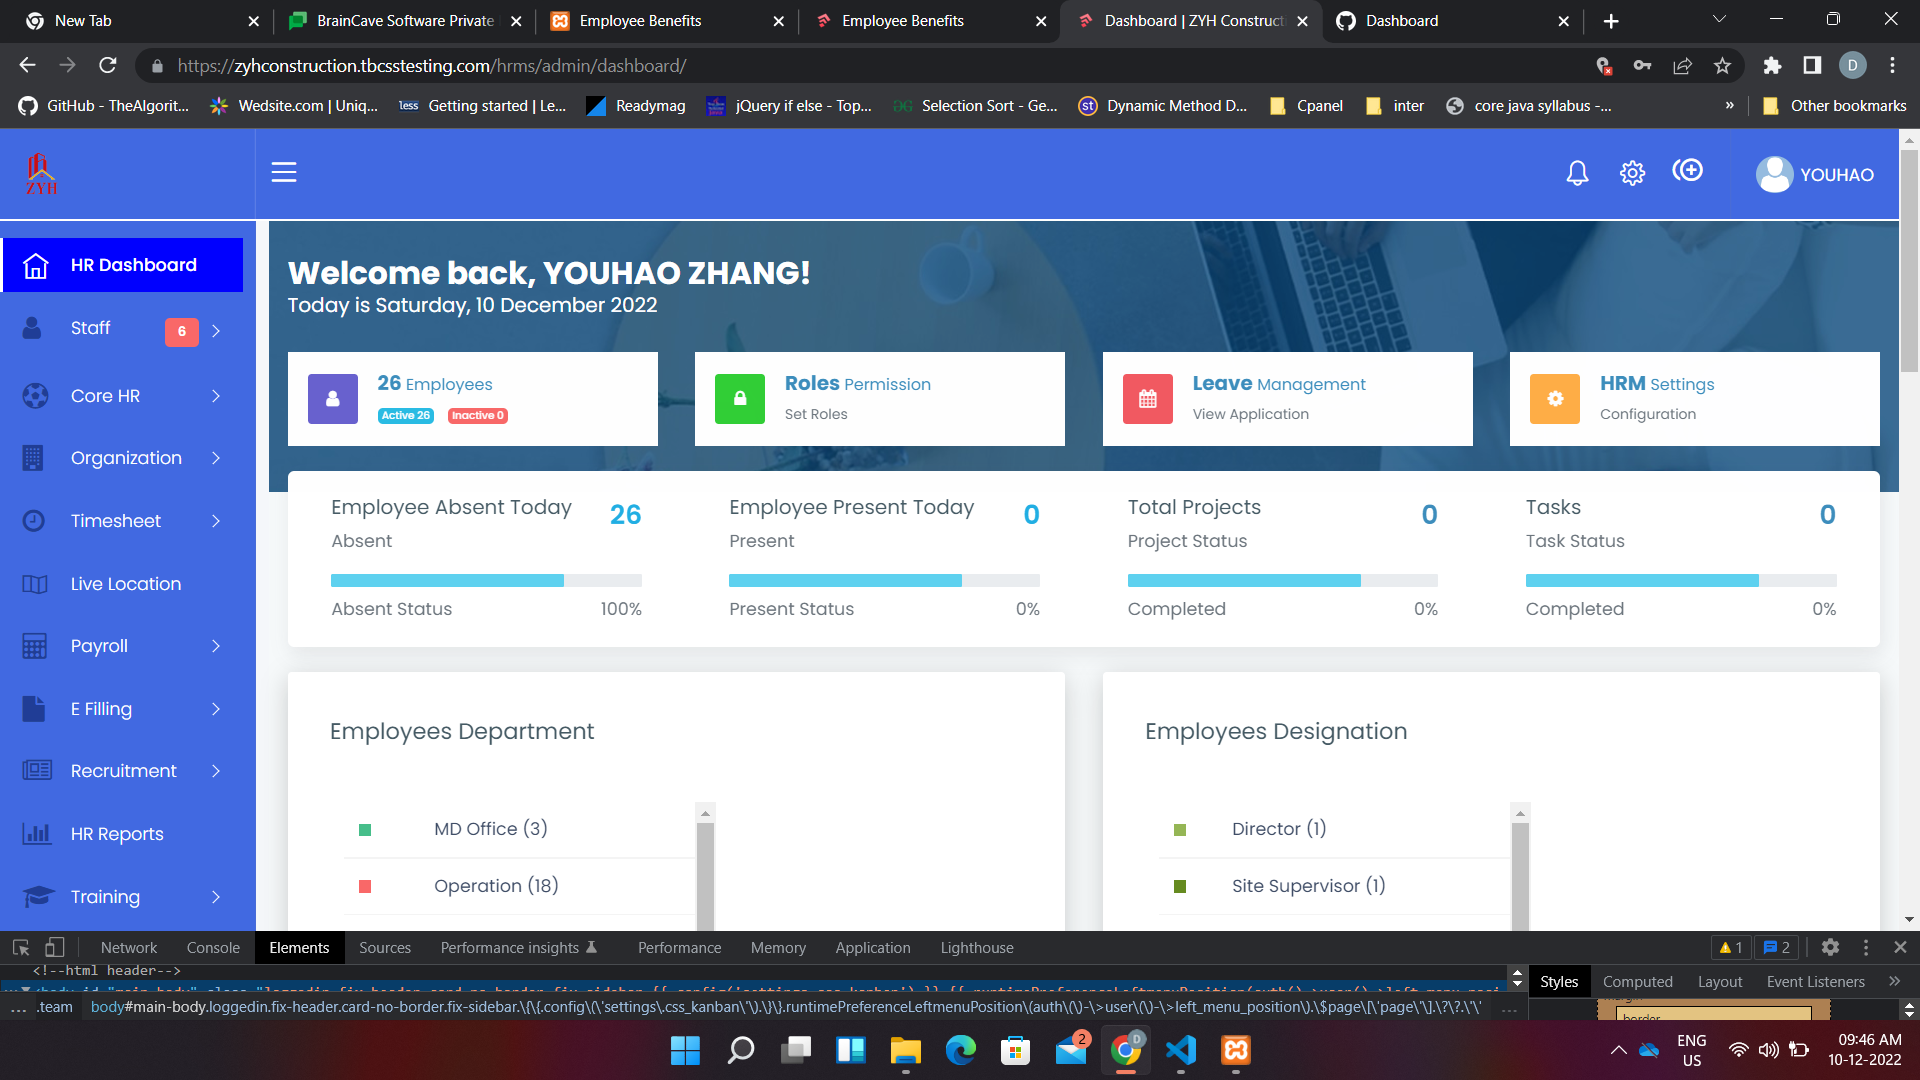 New Tab
BrainCave Software Private
Employee Benefits
Employee Benefits
Dashboard | ZYH Constructi
Dashboard
https://zyhconstruction.tbcsstesting.com/hrms/admin/dashboard/
D
GitHub - TheAlgorit...
Wedsite.com | Uniq...
less
Getting started | Le...
Readymag
jQuery if else - Top...
Selection Sort - Ge...
st
Dynamic Method D...
Cpanel
inter
core java syllabus -...
»
Other bookmarks
ZYH
YOUHAO
HR Dashboard
Staff
6
Core HR
Organization
Timesheet
Live Location
Payroll
E Filling
Recruitment
HR Reports
Training
Welcome back, YOUHAO ZHANG!
Today is Saturday, 10 December 2022
26 Employees
Active 26
Inactive 0
Roles Permission
Set Roles
Leave Management
View Application
HRM Settings
Configuration
Employee Absent Today
26
Absent
Absent Status
100%
Employee Present Today
0
Present
Present Status
0%
Total Projects
0
Project Status
Completed
0%
Tasks
0
Task Status
Completed
0%
Employees Department
MD Office (3)
Operation (18)
Employees Designation
Director (1)
Site Supervisor (1)
Network
Console
Elements
Sources
Performance insights
Performance
Memory
Application
Lighthouse
1
2
<!--html header-->
Styles
Computed
Layout
Event Listeners
»
... .team
body#main-body.loggedin.fix-header.card-no-border.fix-sidebar.\{\{.config\(\'settings\.css_kanban\'\).\}\}.runtimePreferenceLeftmenuPosition\(auth\(\)-\>user\(\)-\>left_menu_position\).\$page\[\'page\'\].\?\?.\'\'
...
border
2
D
ENG
US
09:46 AM
10-12-2022